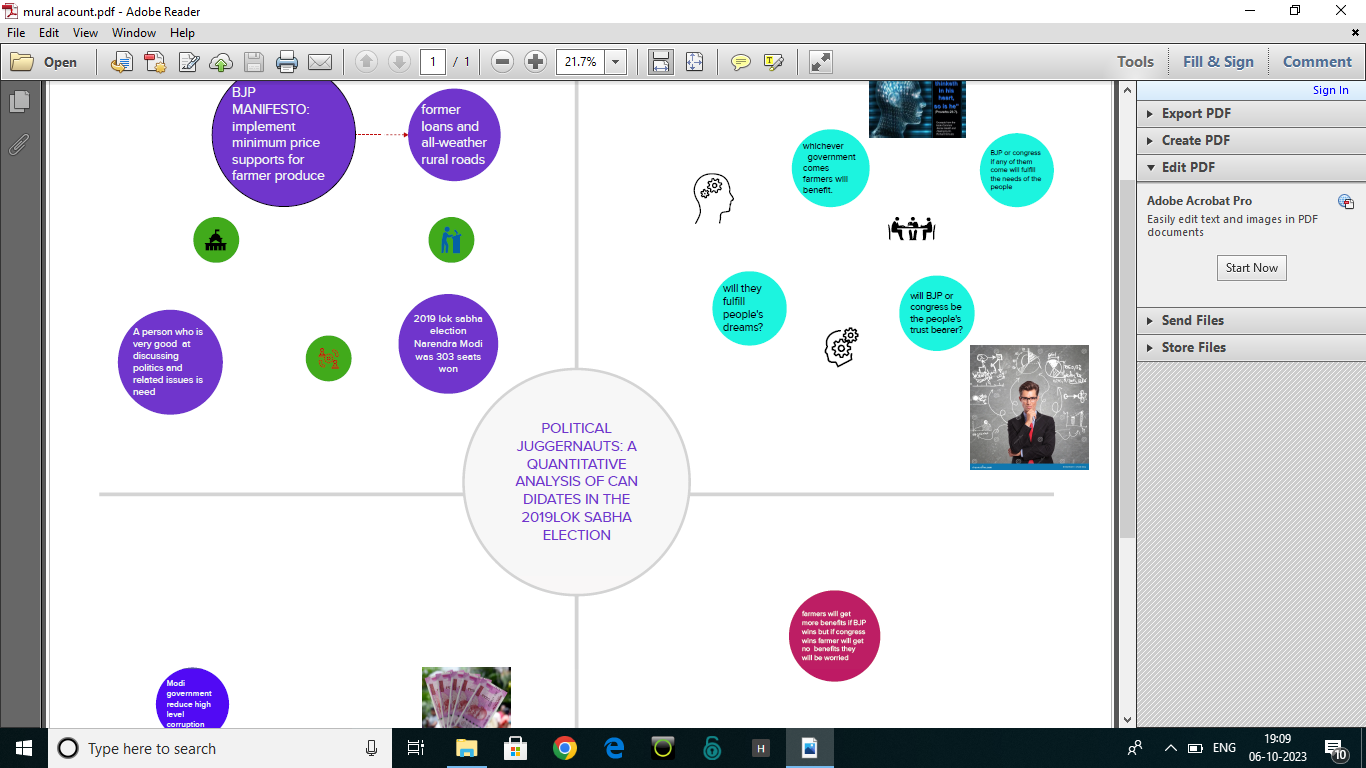 mural acount.pdf - Adobe Reader
File Edit View Window Help
Open
1 / 1
21.7%
Tools
Fill & Sign
Comment
Sign In
Export PDF
Create PDF
Edit PDF
Adobe Acrobat Pro
Easily edit text and images in PDF
documents
Start Now
Send Files
Store Files
BJP
MANIFESTO:
implement
minimum price
supports for
farmer produce
former
loans and
all-weather
rural roads
thinketh
in his
heart,
so is he"
whichever
government
comes
farmers will
benefit.
BJP or congress
if any of them
come will fulfill
the needs of the
people
will they
fulfill
people's
dreams?
will BJP or
congress be
the people's
trust bearer?
A person who is
very good at
discussing
politics and
related issues is
need
2019 lok sabha
election
Narendra Modi
was 303 seats
won
POLITICAL
JUGGERNAUTS: A
QUANTITATIVE
ANALYSIS OF CAN
DIDATES IN THE
2019LOK SABHA
ELECTION
farmers will get
more benefits if BJP
wins but if congress
wins farmer will get
no benefits they
will be worried
Modi
government
reduce high
level
corruption
Type here to search
H
ENG
19:09
06-10-2023
10